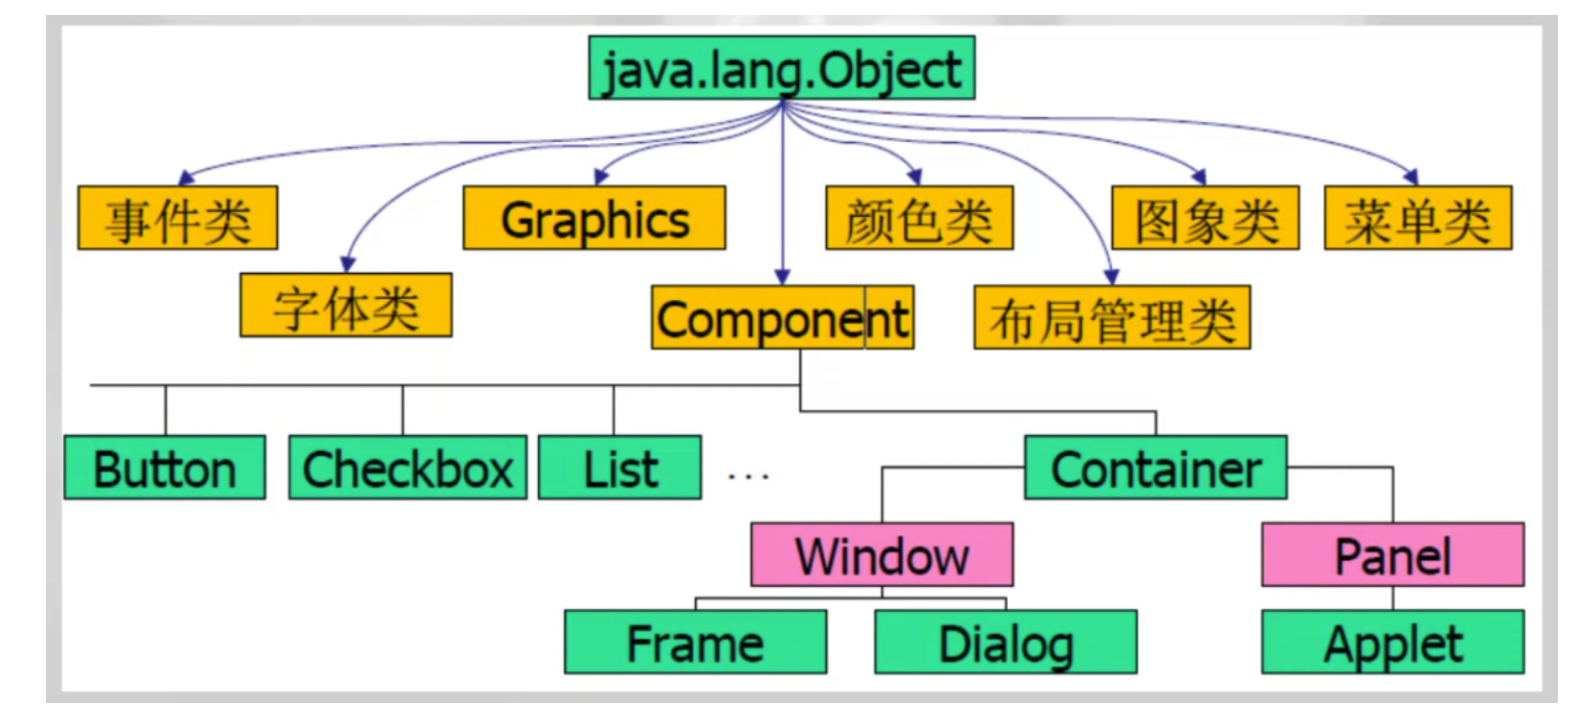 java.lang.Object
事件类
Graphics
颜色类
图象类
菜单类
字体类
Component
布局管理类
Button
Checkbox
List
...
Container
Window
Panel
Frame
Dialog
Applet